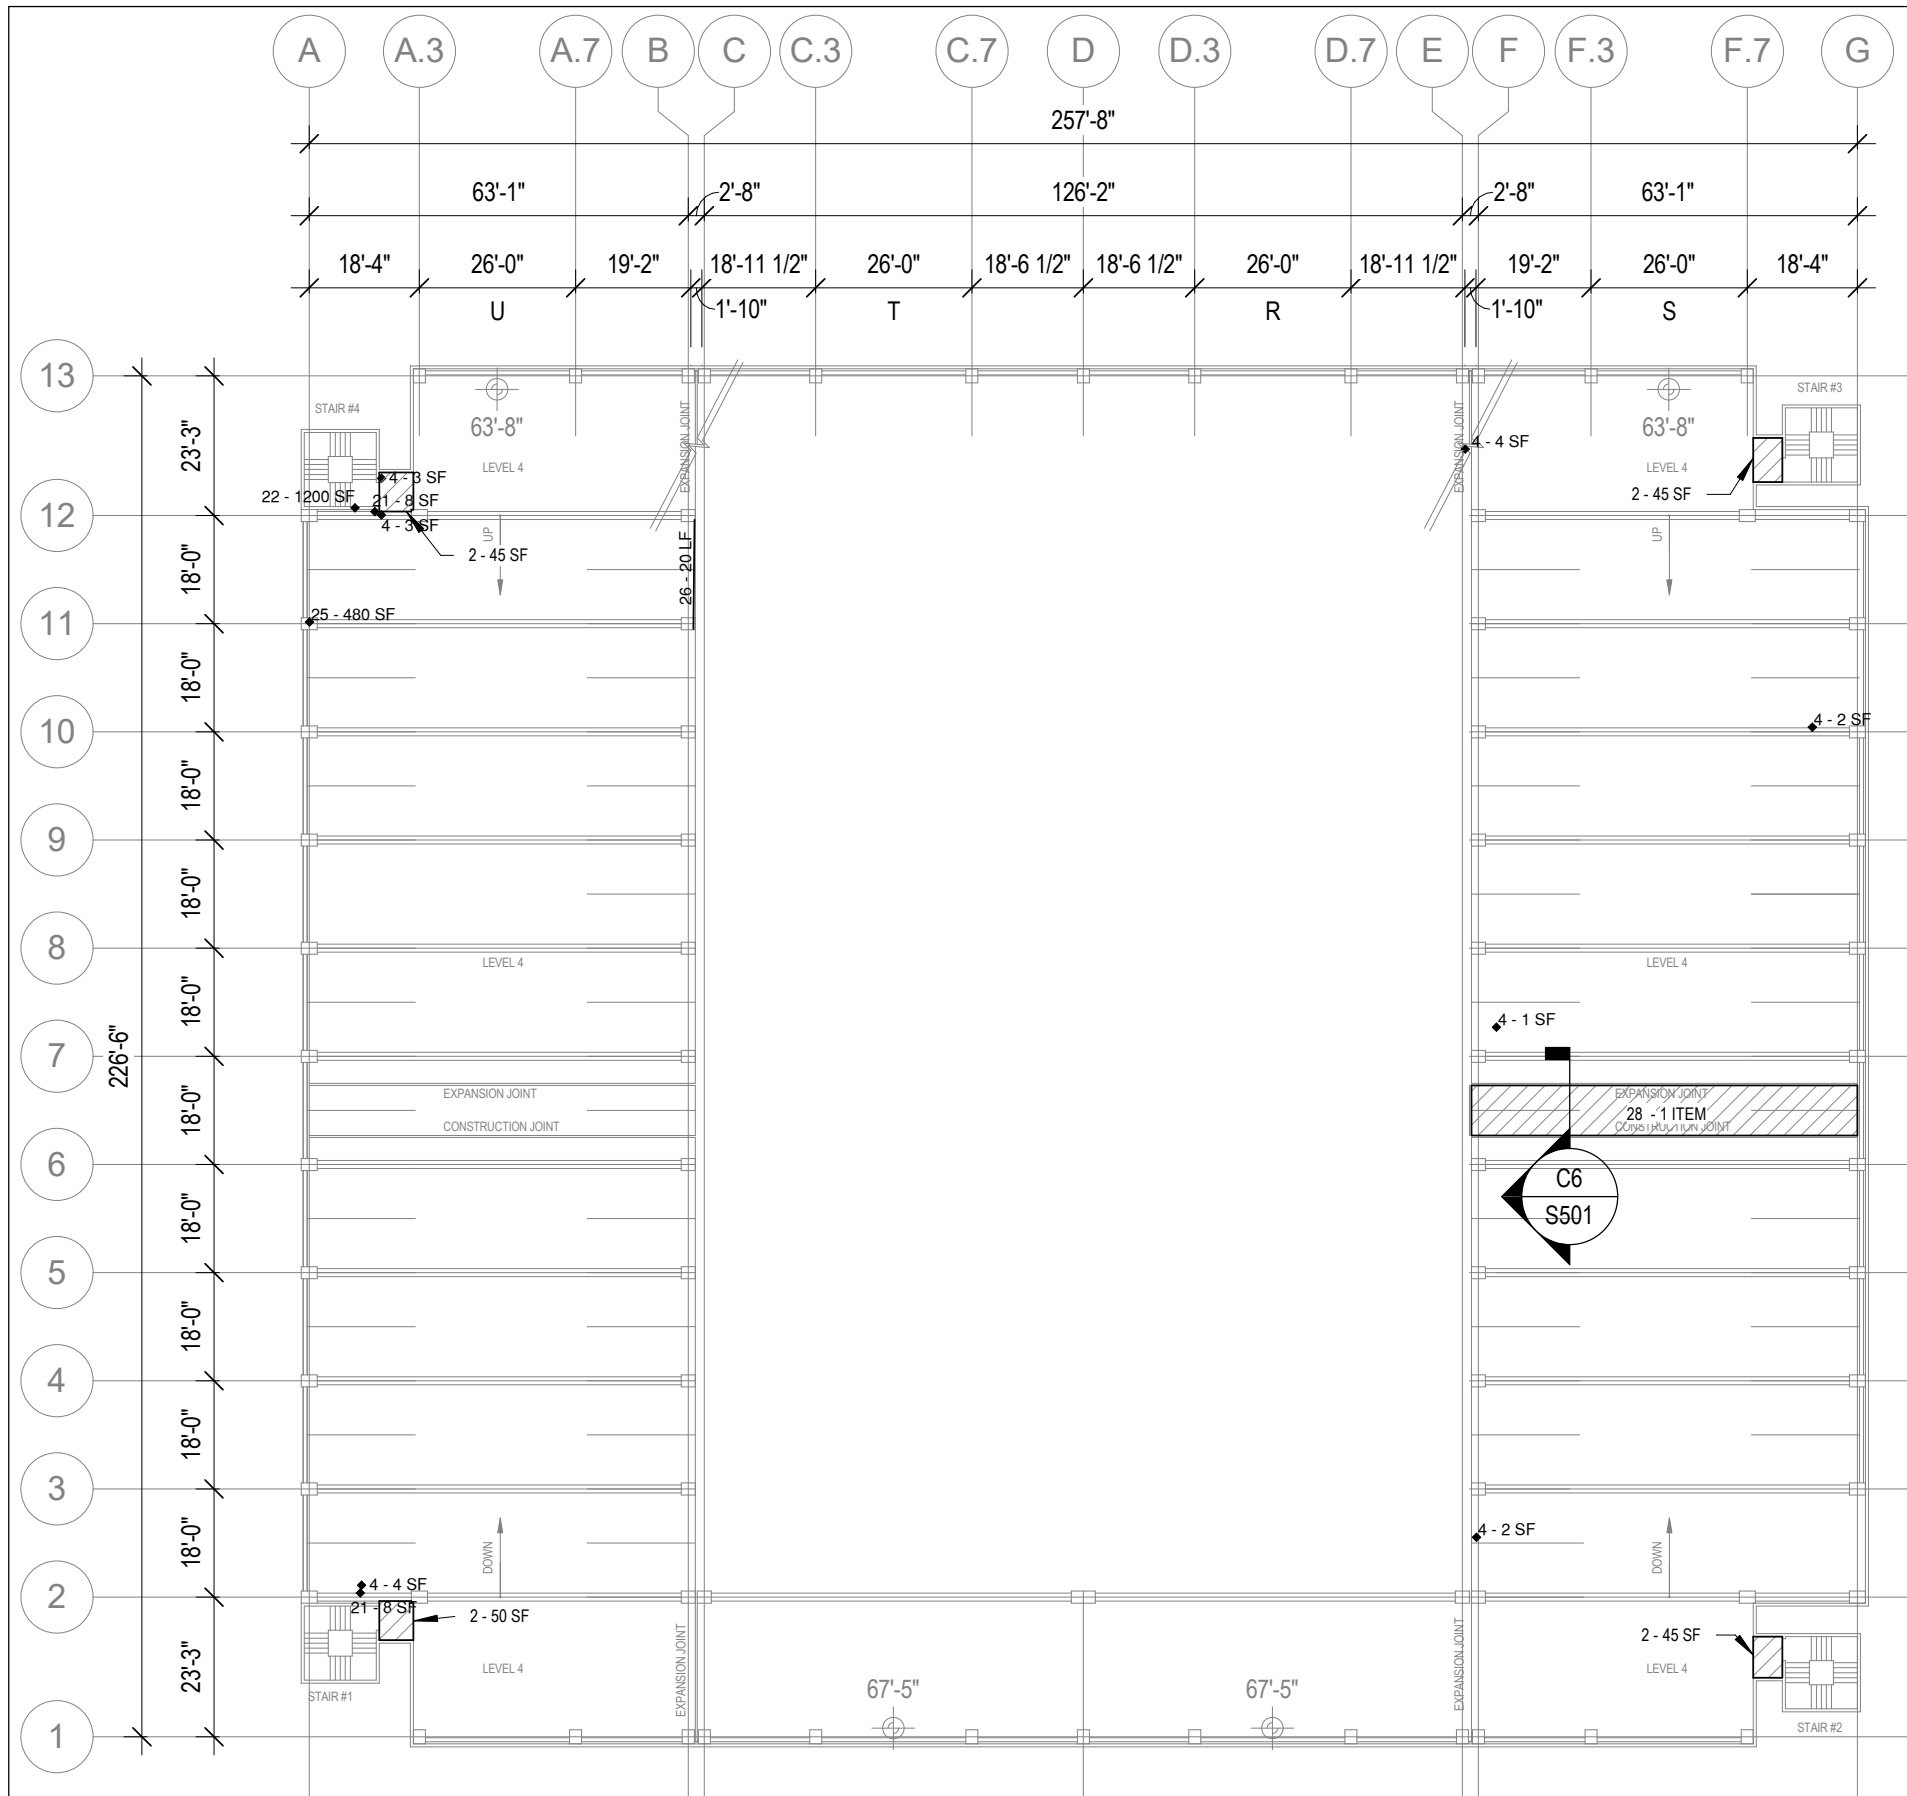 A A.3 A.7 B C C.3 C.7 D D.3 D.7 E F F.3 F.7 G
257'-8"
63'-1" 2'-8" 126'-2" 2'-8" 63'-1"
18'-4" 26'-0" 19'-2" 18'-11 1/2" 26'-0" 18'-6 1/2" 18'-6 1/2" 26'-0" 18'-11 1/2" 19'-2" 26'-0" 18'-4"
U 1'-10" T R 1'-10" S
13
STAIR #4
STAIR #3
63'-8"
63'-8"
EXPANSION JOINT
EXPANSION JOINT
4 - 4 SF
23'-3"
LEVEL 4
LEVEL 4
4 - 3 SF
22 - 1200 SF
21 - 8 SF
2 - 45 SF
12
4 - 3 SF
UP
UP
2 - 45 SF
18'-0"
26 - 20 LF
11
25 - 480 SF
18'-0"
10
4 - 2 SF
18'-0"
9
18'-0"
8
LEVEL 4
LEVEL 4
18'-0"
4 - 1 SF
7
226'-6"
18'-0"
EXPANSION JOINT
EXPANSION JOINT
28 - 1 ITEM
CONSTRUCTION JOINT
CONSTRUCTION JOINT
6
C6
S501
18'-0"
5
18'-0"
4
18'-0"
3
4 - 2 SF
18'-0"
DOWN
DOWN
4 - 4 SF
2
21 - 8 SF
2 - 50 SF
2 - 45 SF
23'-3"
LEVEL 4
EXPANSION JOINT
EXPANSION JOINT
LEVEL 4
STAIR #1
67'-5"
67'-5"
STAIR #2
1